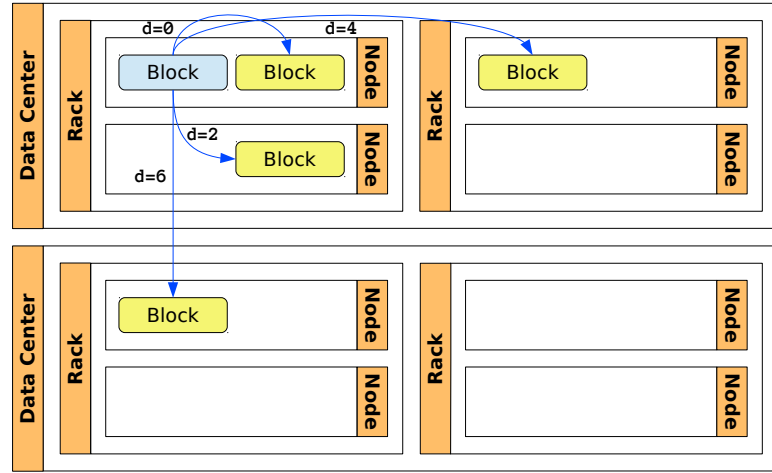 Data Center
Rack
d=0
d=4
Block
Block
Node
d=2
Block
Node
d=6
Rack
Block
Node
Node
Data Center
Rack
Block
Node
Node
Rack
Node
Node